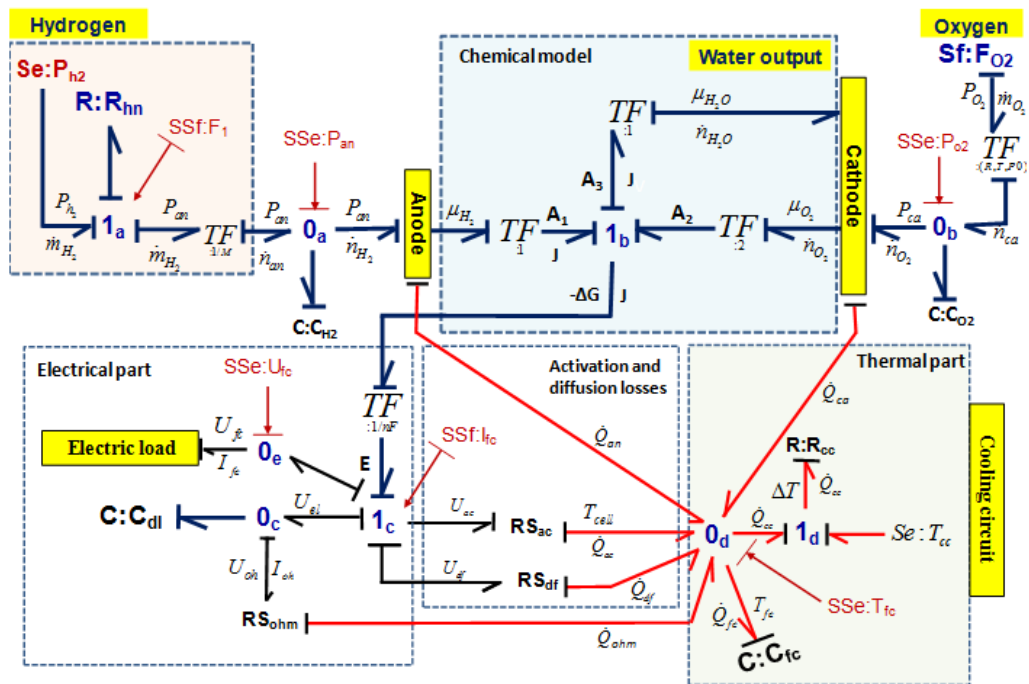 Hydrogen
Oxygen
Se:Ph2
Sf:FO2
R:Rhn
SSf:F1
Chemical model
Water output
μH2O
ṅH2O
TF
:1
PO2
ṁO2
TF
:(R,T,P0)
SSe:Pan
SSe:Po2
A3
J
Ph2
ṁH2
1a
Pan
ṁH2
TF
:1/M
Pan
ṅan
0a
Pan
ṅH2
Anode
μH2
TF
:1
A1
J
1b
A2
TF
:2
μO2
ṅO2
Cathode
Pca
ṅO2
0b
ṅca
C:CH2
-ΔG
J
C:CO2
Electrical part
SSe:Ufc
TF
:1/nF
Activation and
diffusion losses
Thermal part
Q̇an
Q̇ca
Cooling circuit
Electric load
Ufc
Ifc
0e
E
SSf:Ifc
R:Rcc
ΔT
Q̇cc
C:Cdl
0c
Uel
1c
Uac
RSac
Tcell
Q̇ac
0d
Q̇cc
1d
Se:Tcc
Uoh
Ioh
Udf
RSdf
Q̇df
Q̇fc
Tfc
SSe:Tfc
RSohm
Q̇ohm
C:Cfc